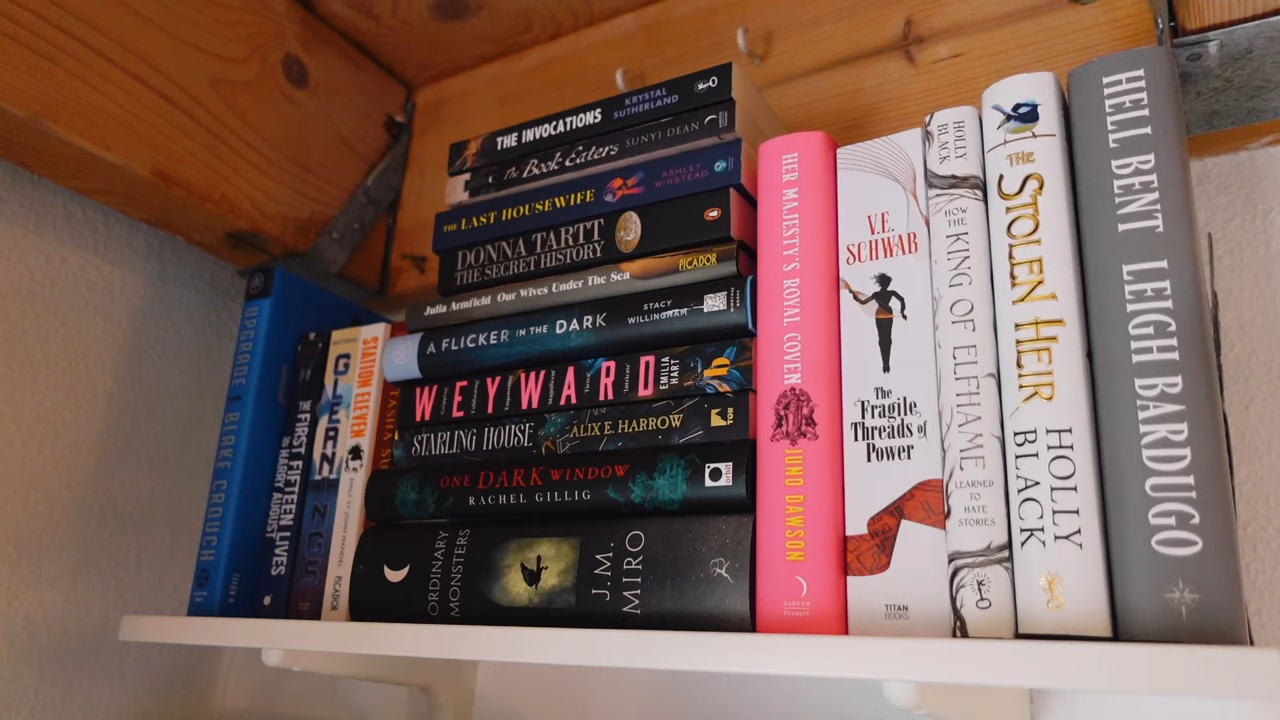 UPGRADE BLAKE CROUCH
THE FIRST FIFTEEN LIVES
OF HARRY AUGUST
STATION ELEVEN
PICADOR
TASHA SU
THE INVOCATIONS KRYSTAL
SUTHERLAND
The Book Eaters SUNYI DEAN
THE LAST HOUSEWIFE ASHLEY
WINSTEAD
DONNA TARTT
THE SECRET HISTORY
Julia Armfield Our Wives Under The Sea PICADOR
A FLICKER IN THE DARK STACY
WILLINGHAM
WEYWARD EMILIA
HART
STARLING HOUSE ALIX E. HARROW TOR
ONE DARK WINDOW
RACHEL GILLIG
orbit
ORDINARY
MONSTERS
J.M.
MIRO
HER MAJESTY'S ROYAL COVEN JUNO DAWSON
HARPER
V.E.
SCHWAB
The
Fragile
Threads of
Power
TITAN
BOOKS
HOLLY
BLACK
HOW
THE KING OF ELFHAME
LEARNED
TO
HATE
STORIES
THE
STOLEN HEIR
HOLLY
BLACK
HELL BENT LEIGH BARDUGO